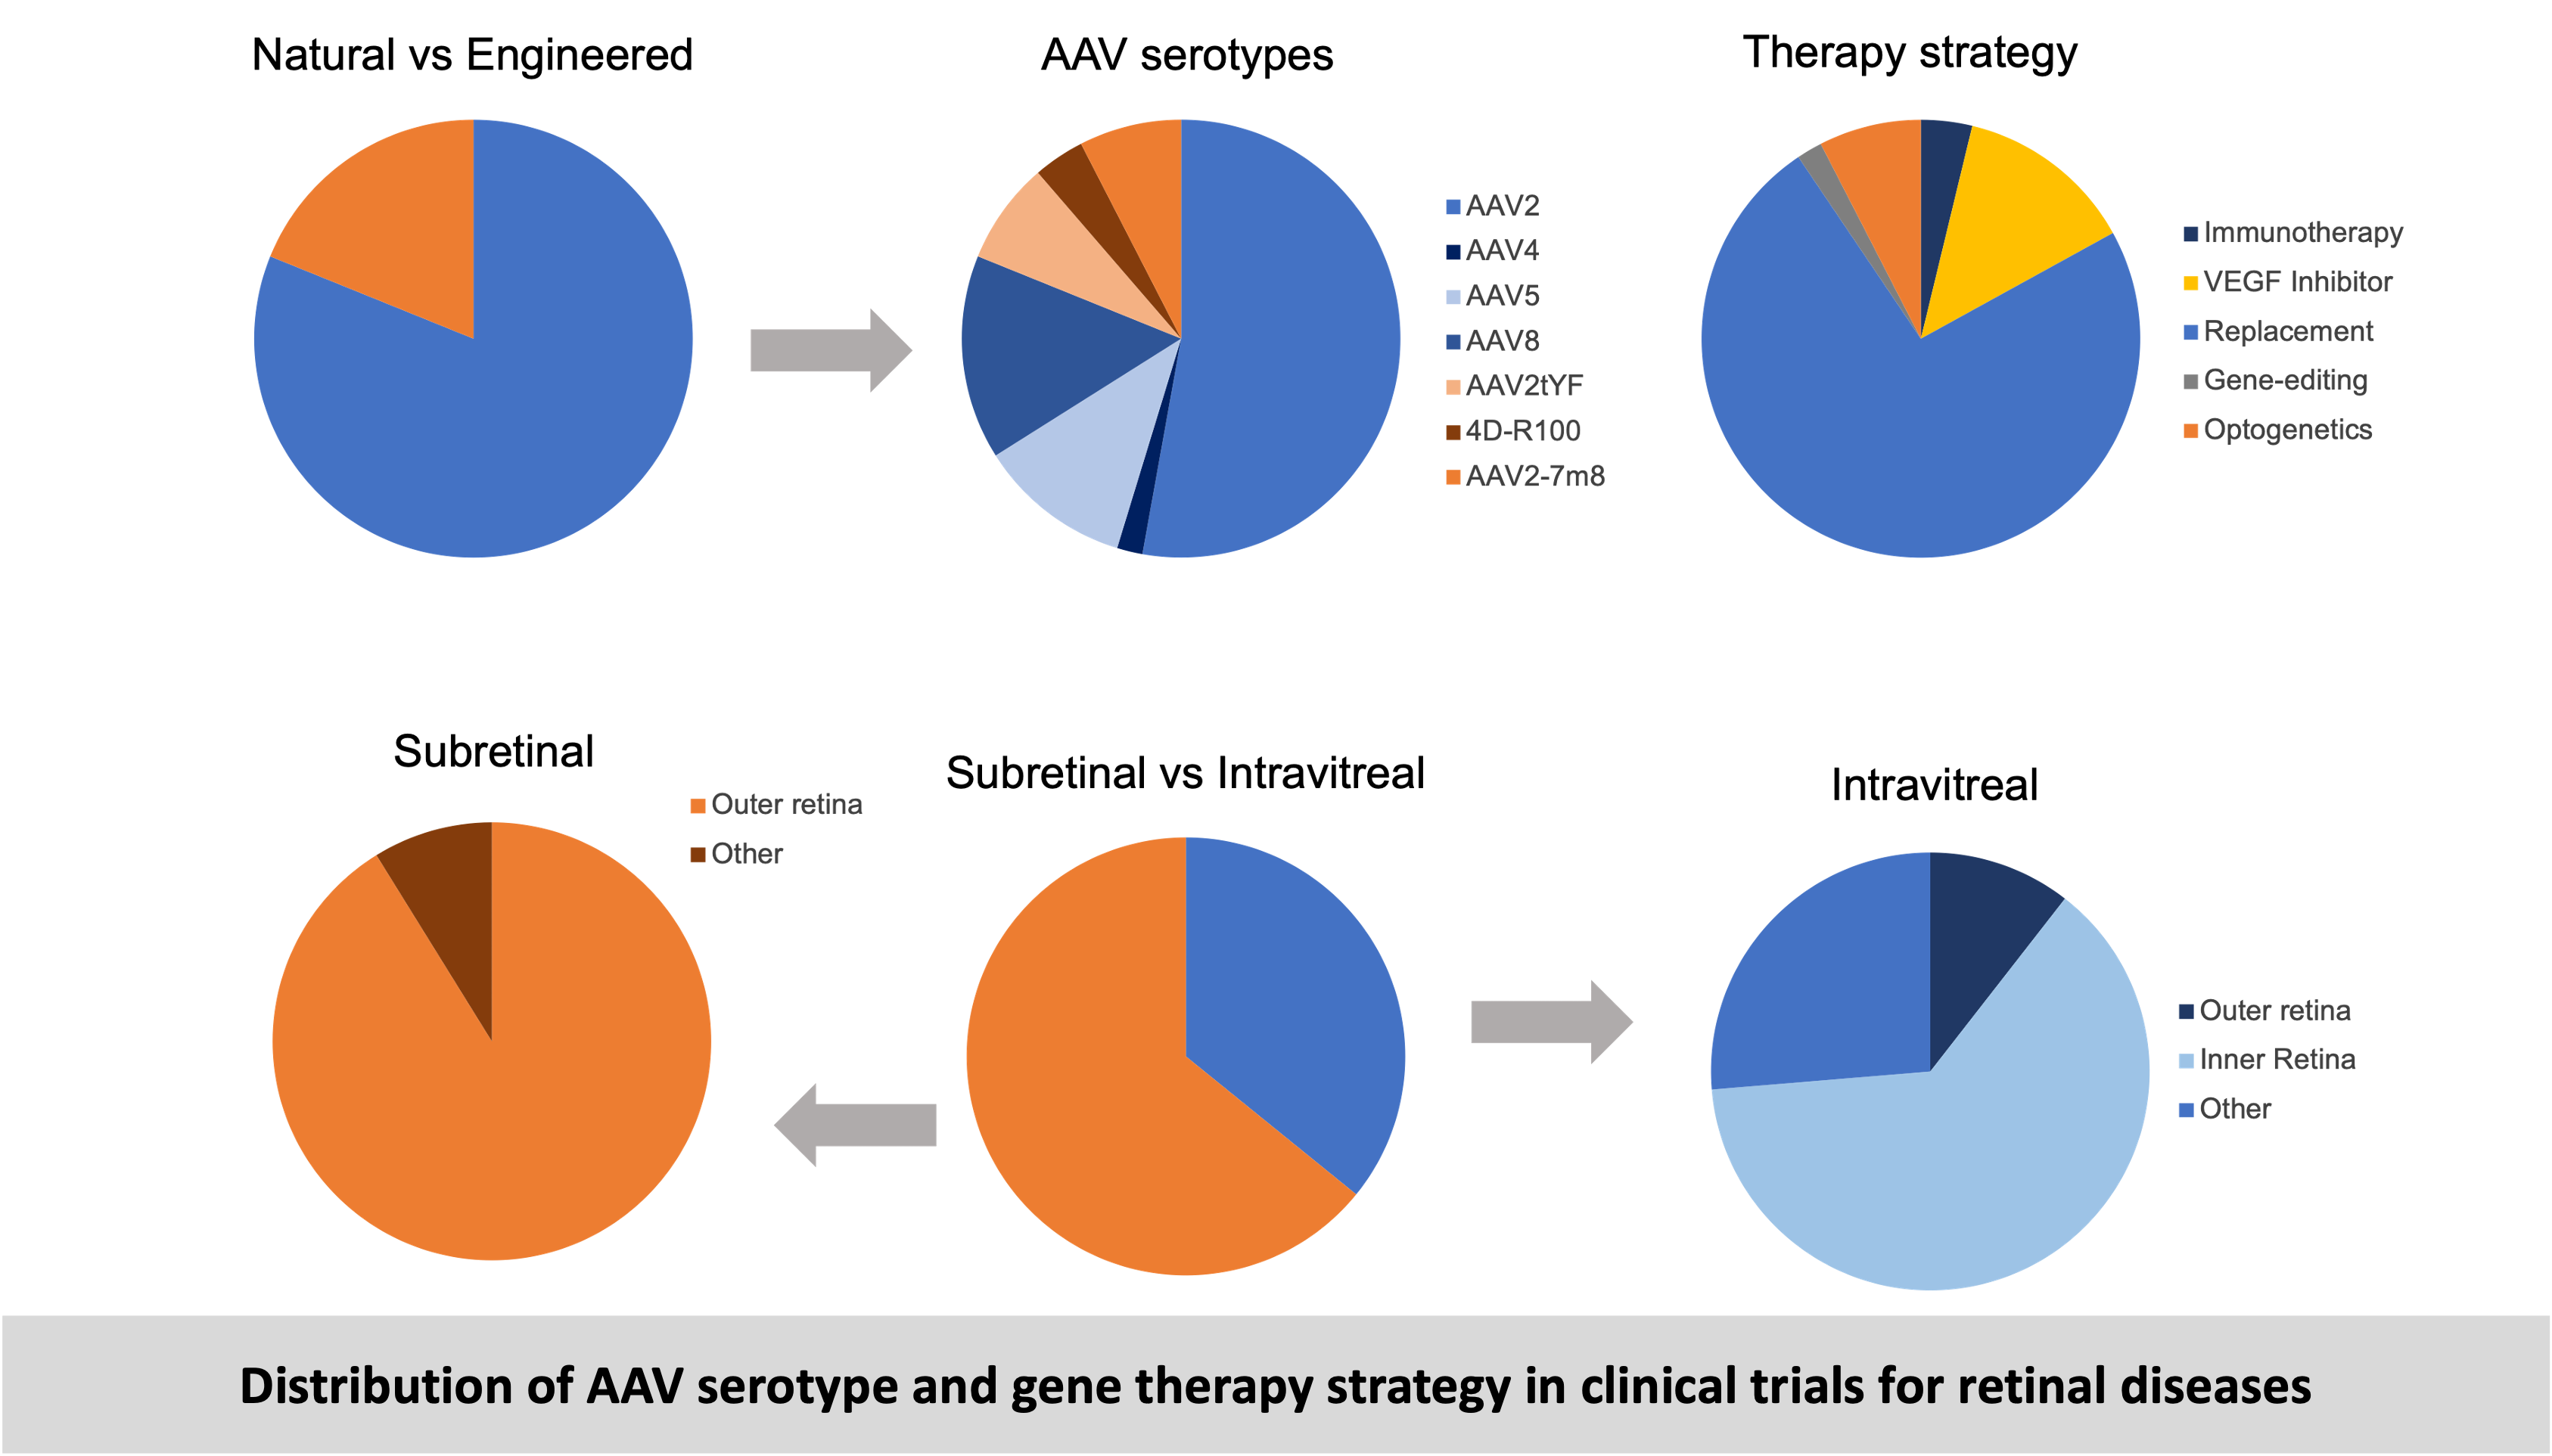 Natural vs Engineered
AAV serotypes
AAV2
AAV4
AAV5
AAV8
AAV2tYF
4D-R100
AAV2-7m8
Therapy strategy
Immunotherapy
VEGF Inhibitor
Replacement
Gene-editing
Optogenetics
Subretinal
Outer retina
Other
Subretinal vs Intravitreal
Intravitreal
Outer retina
Inner Retina
Other
Distribution of AAV serotype and gene therapy strategy in clinical trials for retinal diseases